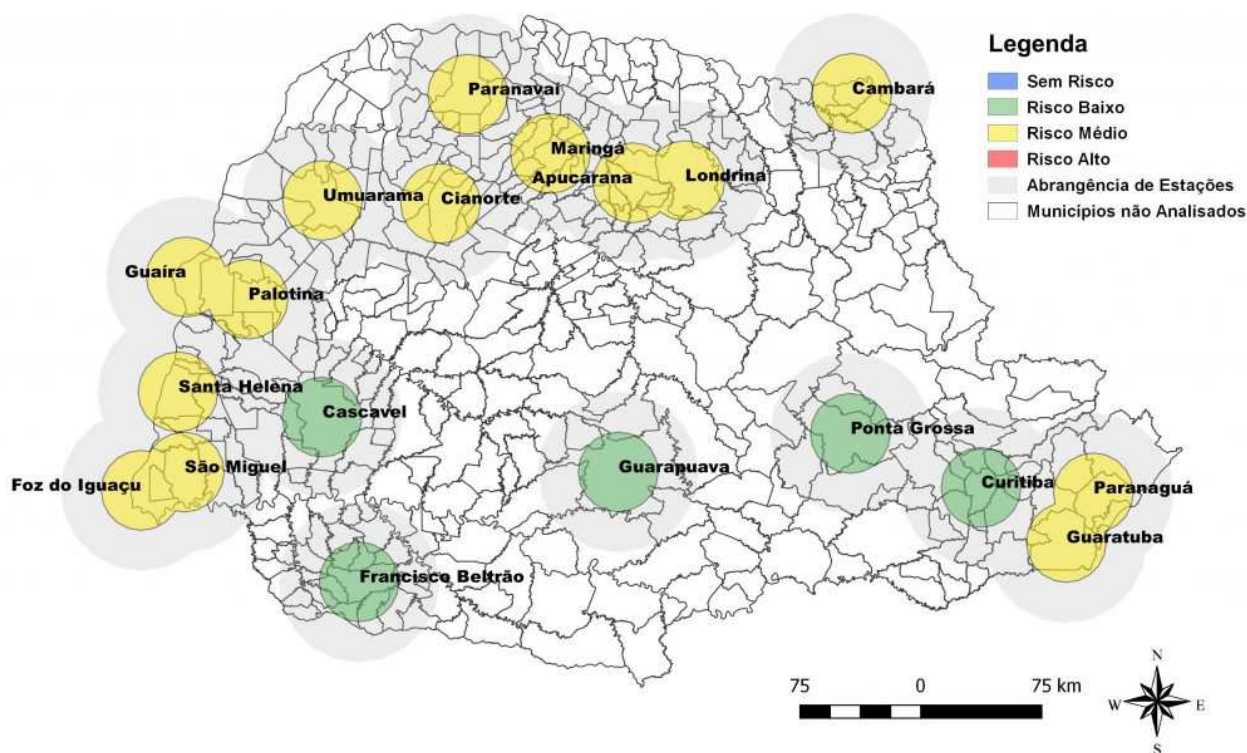 Legenda
Sem Risco
Risco Baixo
Risco Médio
Risco Alto
Abrangência de Estações
Municípios não Analisados
Paranavaí
Cambará
Maringá
Apucarana
Londrina
Umuarama
Cianorte
Guaíra
Palotina
Santa Helena
Cascavel
Ponta Grossa
Guarapuava
São Miguel
Foz do Iguaçu
Curitiba
Paranaguá
Guaratuba
Francisco Beltrão
75 0 75 km
N
W E
S